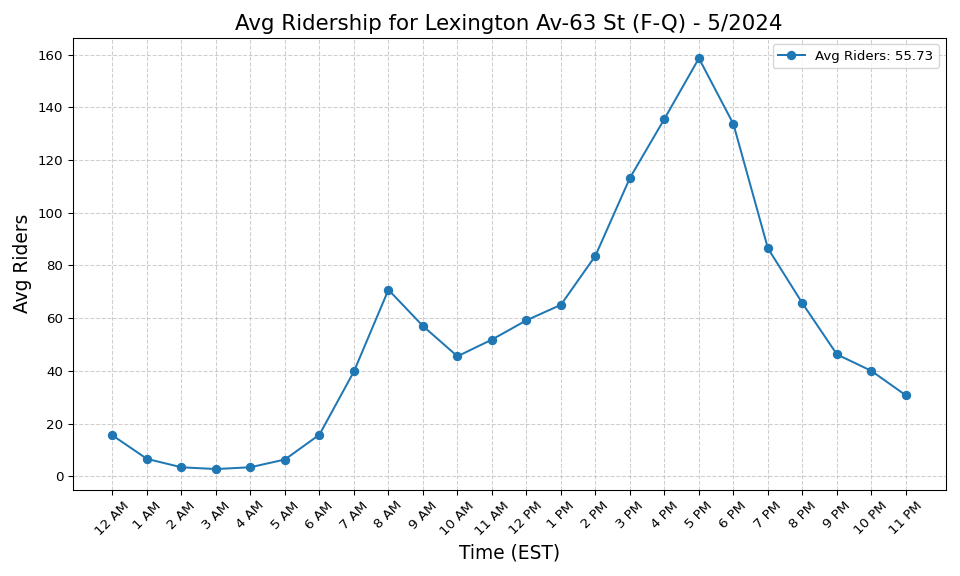 Avg Ridership for Lexington Av-63 St (F-Q) - 5/2024
Avg Riders: 55.73
Avg Riders
160
140
120
100
80
60
40
20
0
12 AM
1 AM
2 AM
3 AM
4 AM
5 AM
6 AM
7 AM
8 AM
9 AM
10 AM
11 AM
12 PM
1 PM
2 PM
3 PM
4 PM
5 PM
6 PM
7 PM
8 PM
9 PM
10 PM
11 PM
Time (EST)